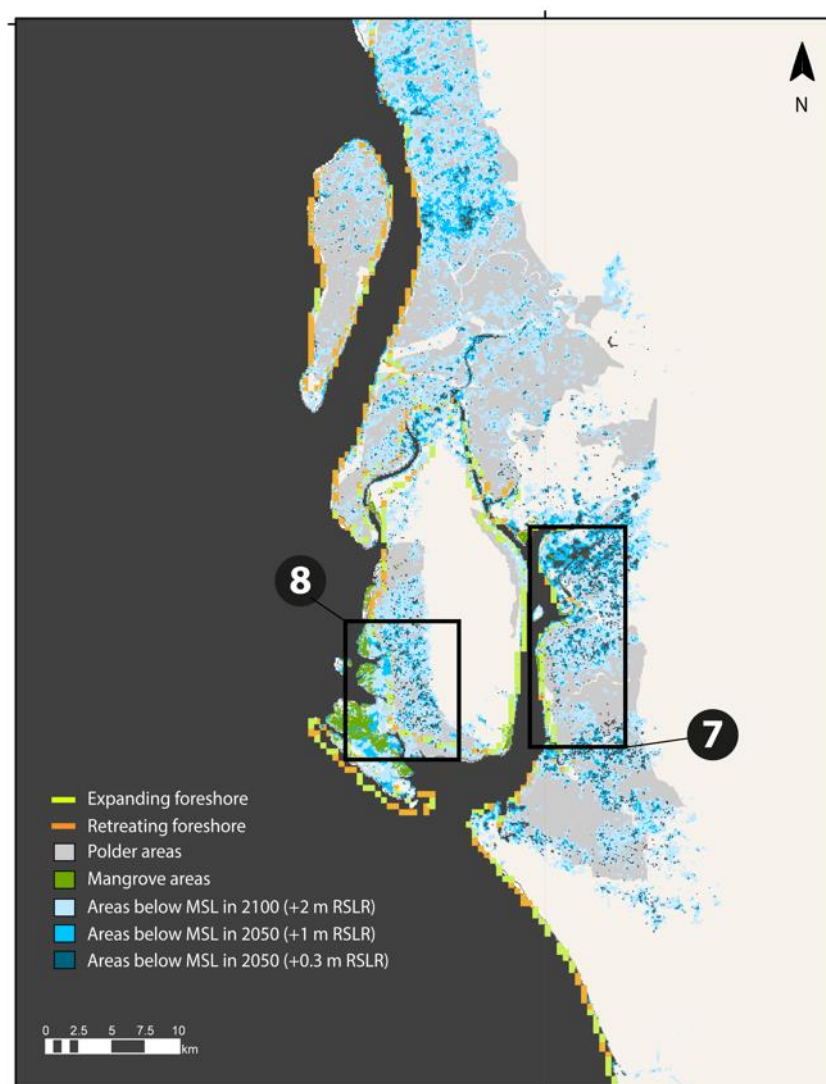 N
8
7
Expanding foreshore
Retreating foreshore
Polder areas
Mangrove areas
Areas below MSL in 2100 (+2 m RSLR)
Areas below MSL in 2050 (+1 m RSLR)
Areas below MSL in 2050 (+0.3 m RSLR)
0 2.5 5 7.5 10
km